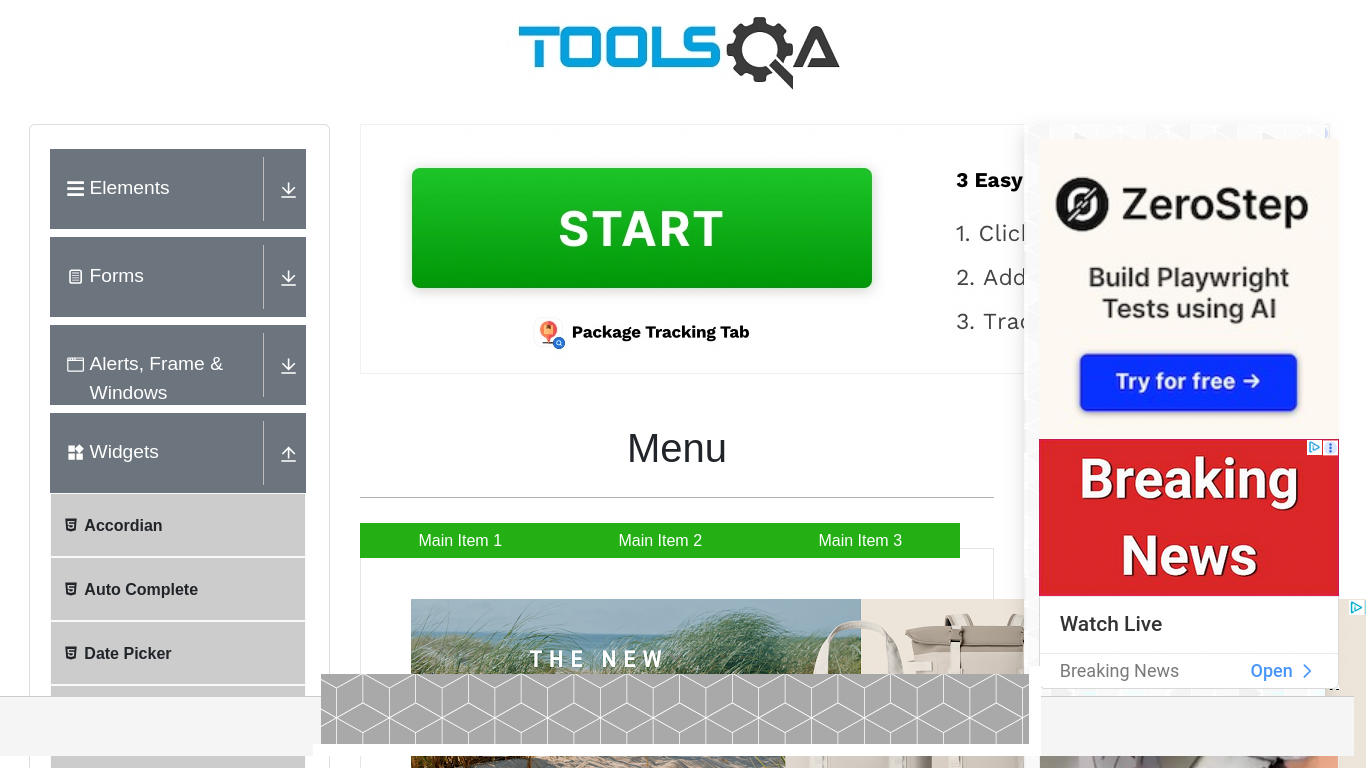 TOOLSQA
Elements
Forms
Alerts, Frame &
Windows
Widgets
Accordian
Auto Complete
Date Picker
START
Package Tracking Tab
3 Easy
1. Click
2. Add
3. Trac
Menu
Main Item 1
Main Item 2
Main Item 3
THE NEW
ZeroStep
Build Playwright
Tests using AI
Try for free →
Breaking
News
Watch Live
Breaking News
Open